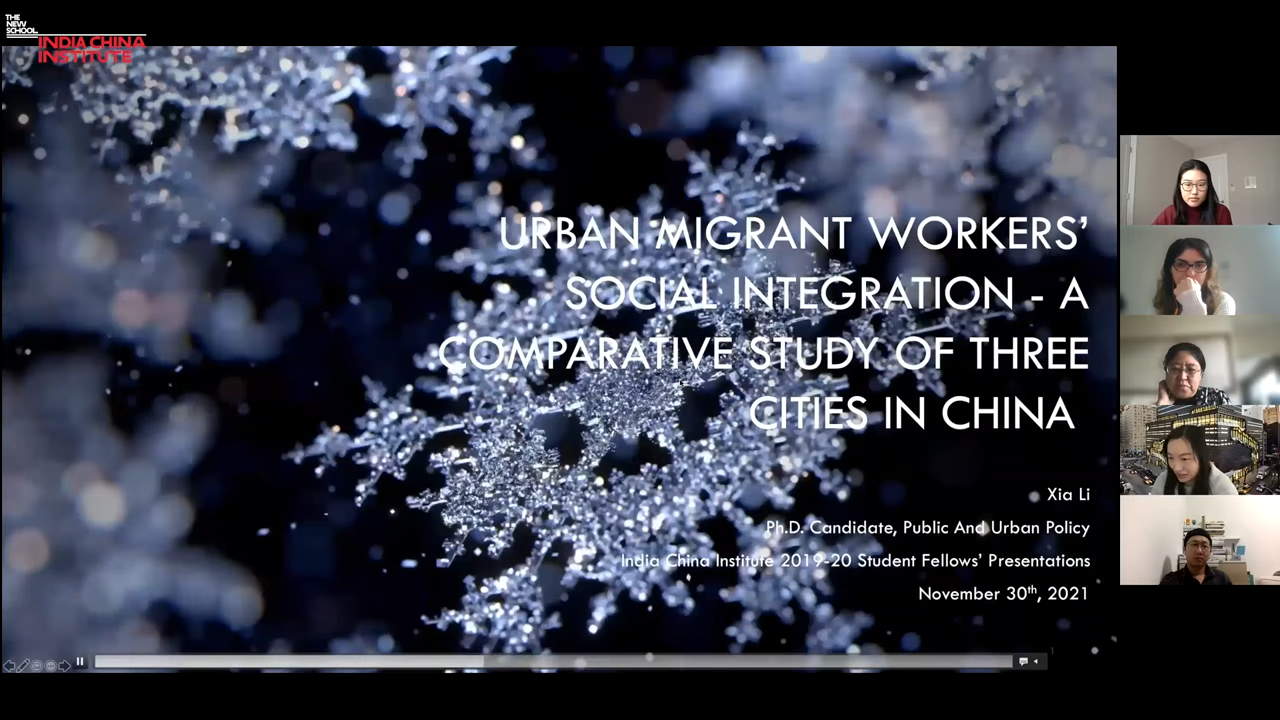 THE
NEW
SCHOOL
INDIA CHINA
INSTITUTE
URBAN MIGRANT WORKERS’
SOCIAL INTEGRATION - A
COMPARATIVE STUDY OF THREE
CITIES IN CHINA
Xia Li
Ph.D. Candidate, Public And Urban Policy
India China Institute 2019-20 Student Fellows’ Presentations
November 30th, 2021